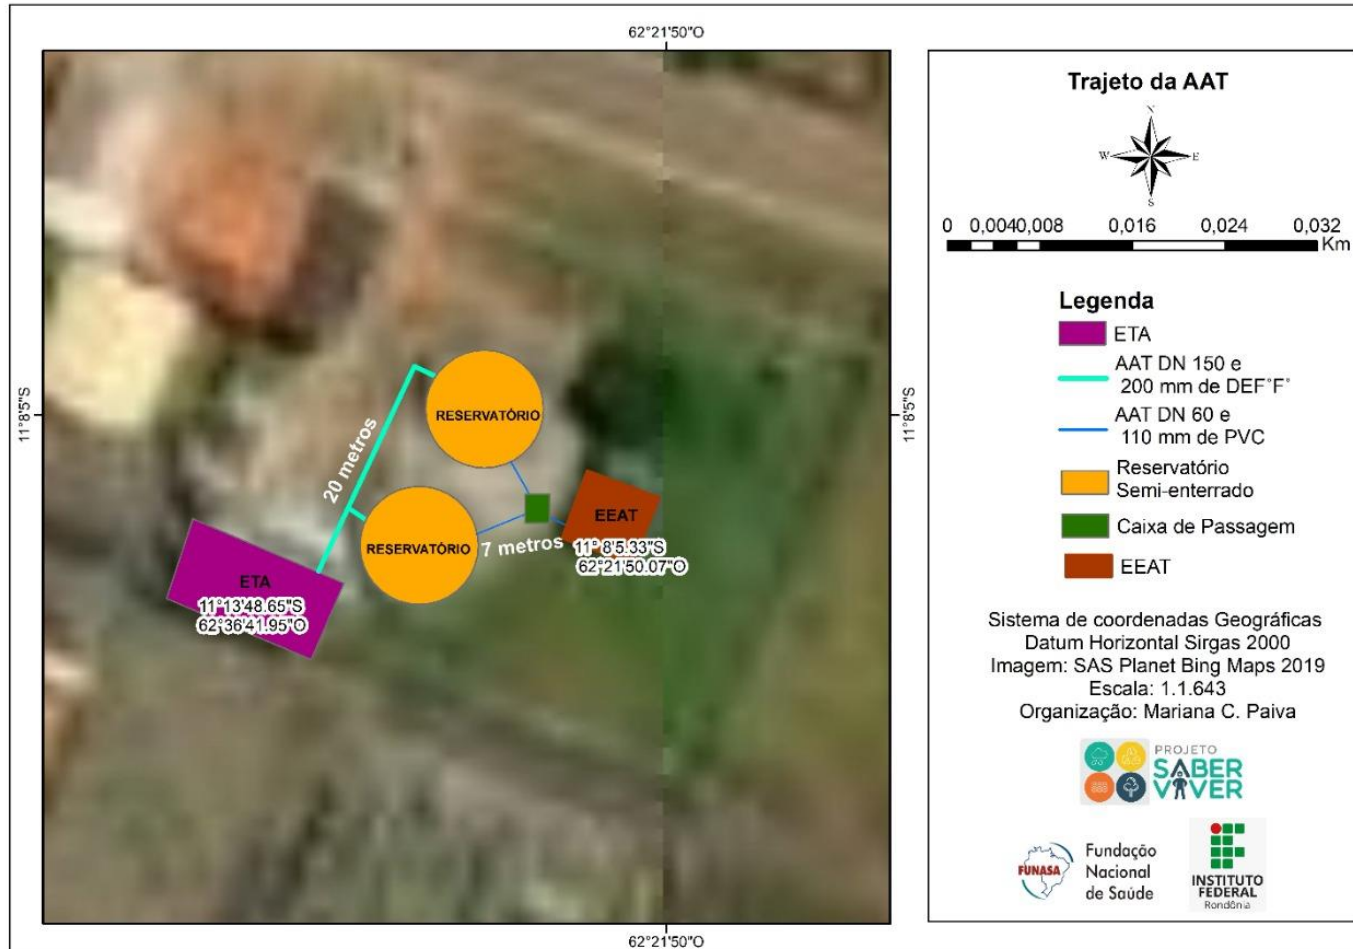 62°21'50"O
11°8'5"S
RESERVATÓRIO
20 metros
RESERVATÓRIO
7 metros
EEAT
11° 8'5.33"S
62°21'50.07"O
ETA
11°13'48.65"S
62°36'41.95"O
11°8'5"S
62°21'50"O
Trajeto da AAT
N
W E
S
0 0,004 0,008 0,016 0,024 0,032
Km
Legenda
ETA
AAT DN 150 e
200 mm de DEF°F°
AAT DN 60 e
110 mm de PVC
Reservatório
Semi-enterrado
Caixa de Passagem
EEAT
Sistema de coordenadas Geográficas
Datum Horizontal Sirgas 2000
Imagem: SAS Planet Bing Maps 2019
Escala: 1.1.643
Organização: Mariana C. Paiva
PROJETO
SABER
VIVER
FUNASA
Fundação
Nacional
de Saúde
INSTITUTO
FEDERAL
Rondônia